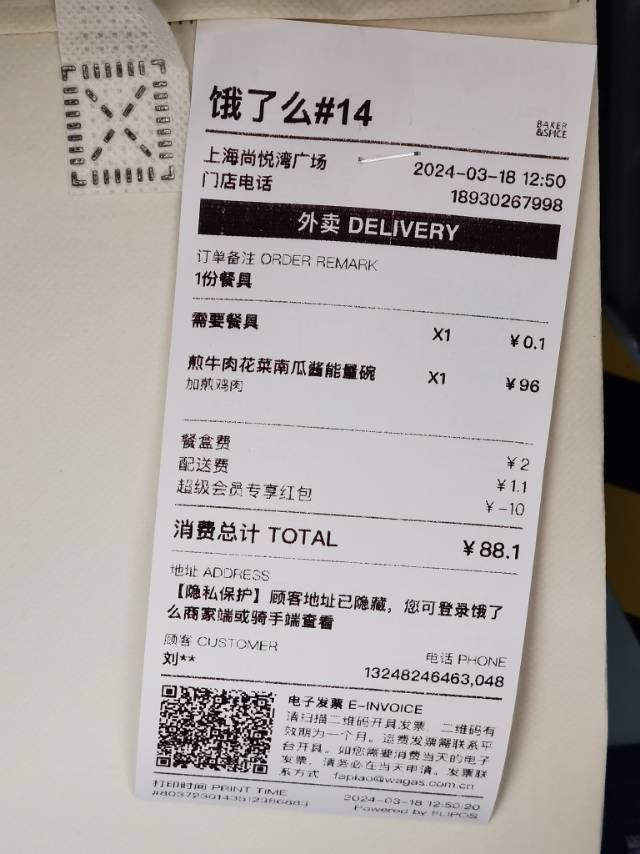 饿了么#14
BAKER
&SPICE
上海尚悦湾广场
2024-03-18 12:50
门店电话
18930267998
外卖 DELIVERY
订单备注 ORDER REMARK
1份餐具
需要餐具 X1 ￥0.1
煎牛肉花菜南瓜酱能量碗 X1 ￥96
加煎鸡肉
餐盒费 ￥2
配送费 ￥1.1
超级会员专享红包 ￥-10
消费总计 TOTAL ￥88.1
地址 ADDRESS
【隐私保护】顾客地址已隐藏，您可登录饿了
么商家端或骑手端查看
顾客 CUSTOMER
电话 PHONE
刘**
13248246463,048
电子发票 E-INVOICE
请扫描二维码开具发票，二维码有
效期为一个月。运费发票需联系平
台开具。如您需要消费当天的电子
发票，请务必在当天申请。发票联
系方式 fapiao@wagas.com.cn
打印时间 PRINT TIME
2024-03-18 12:50:20
Powered by FLIPOS